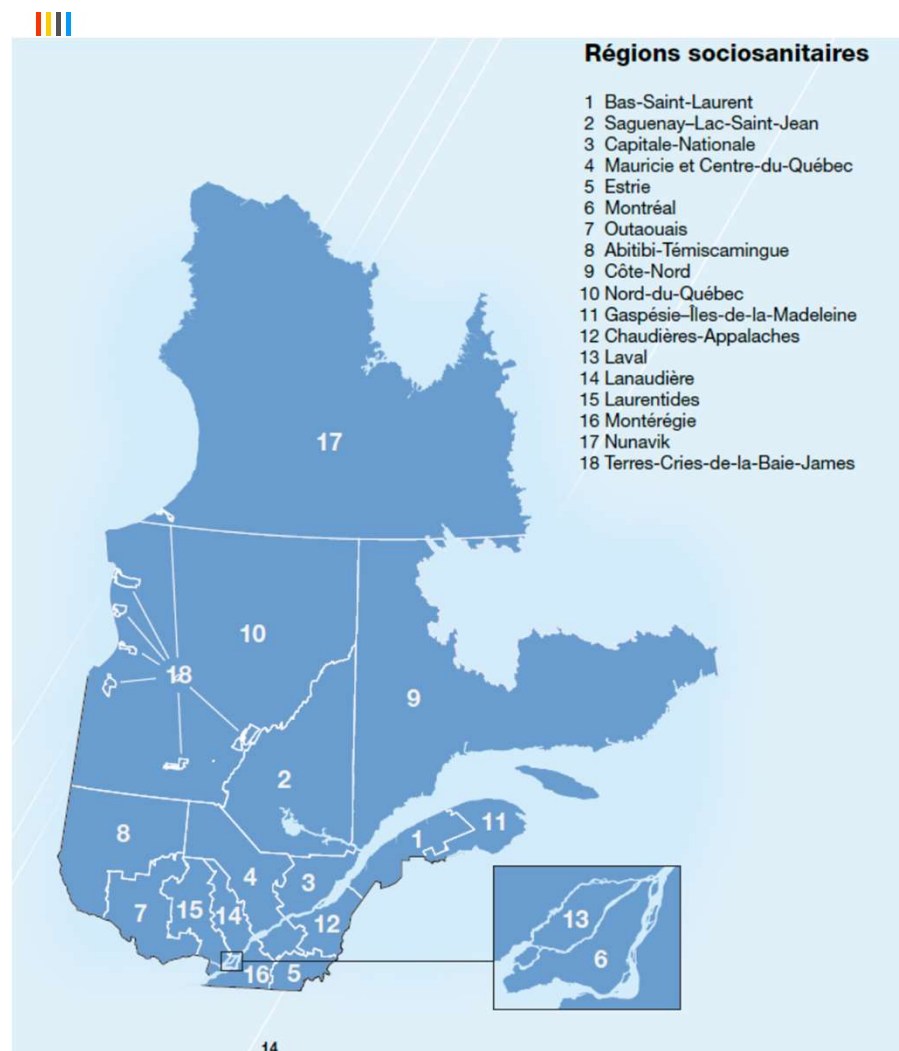 Régions sociosanitaires
1 Bas-Saint-Laurent
2 Saguenay–Lac-Saint-Jean
3 Capitale-Nationale
4 Mauricie et Centre-du-Québec
5 Estrie
6 Montréal
7 Outaouais
8 Abitibi-Témiscamingue
9 Côte-Nord
10 Nord-du-Québec
11 Gaspésie–Îles-de-la-Madeleine
12 Chaudières-Appalaches
13 Laval
14 Lanaudière
15 Laurentides
16 Montérégie
17 Nunavik
18 Terres-Cries-de-la-Baie-James
17
10
18
9
2
8
11
1
4
3
7
15
14
12
13
6
16
5
14